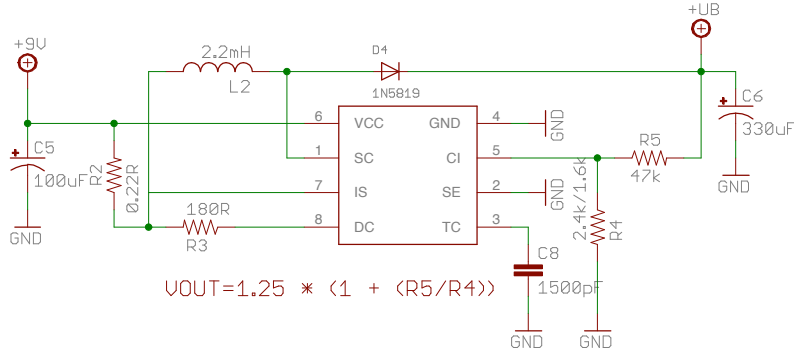 +UB
+9V
2.2mH
L2
D4
1N5819
C6
330uF
GND
C5
100uF
GND
R2
0.22R
6 VCC
1 SC
7 IS
8 DC
GND 4
CI 5
SE 2
TC 3
GND
GND
R5
47k
180R
R3
2.4k/1.6k
R4
C8
1500pF
VOUT=1.25 * (1 + (R5/R4))
GND
GND